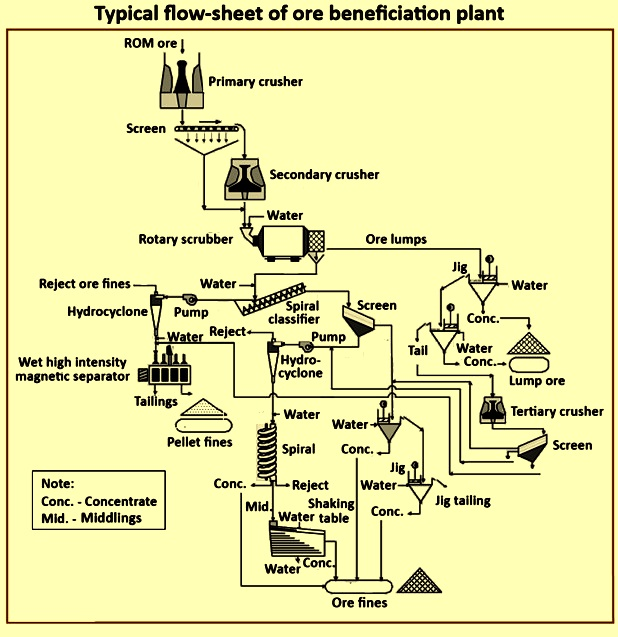 Typical flow-sheet of ore beneficiation plant
ROM ore
Primary crusher
Screen
Secondary crusher
Water
Rotary scrubber
Ore lumps
Jig
Water
Reject ore fines
Water
Hydrocyclone
Pump
Spiral
classifier
Screen
Conc.
Water
Reject
Pump
Hydro-
cyclone
Tail
Water
Conc.
Lump ore
Wet high intensity
magnetic separator
Tailings
Pellet fines
Water
Water
Tertiary crusher
Screen
Spiral
Conc.
Jig
Water
Jig tailing
Conc.
Conc.
Reject
Mid.
Water
Shaking
table
Water
Conc.
Ore fines
Note:
Conc. - Concentrate
Mid. - Middlings